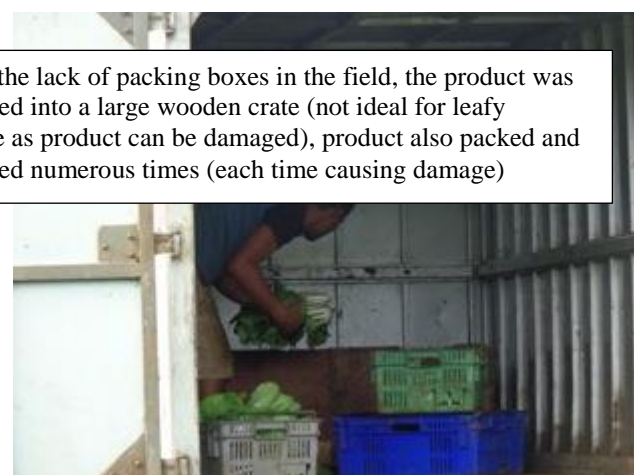 the lack of packing boxes in the field, the product was
ed into a large wooden crate (not ideal for leafy
e as product can be damaged), product also packed and
ed numerous times (each time causing damage)